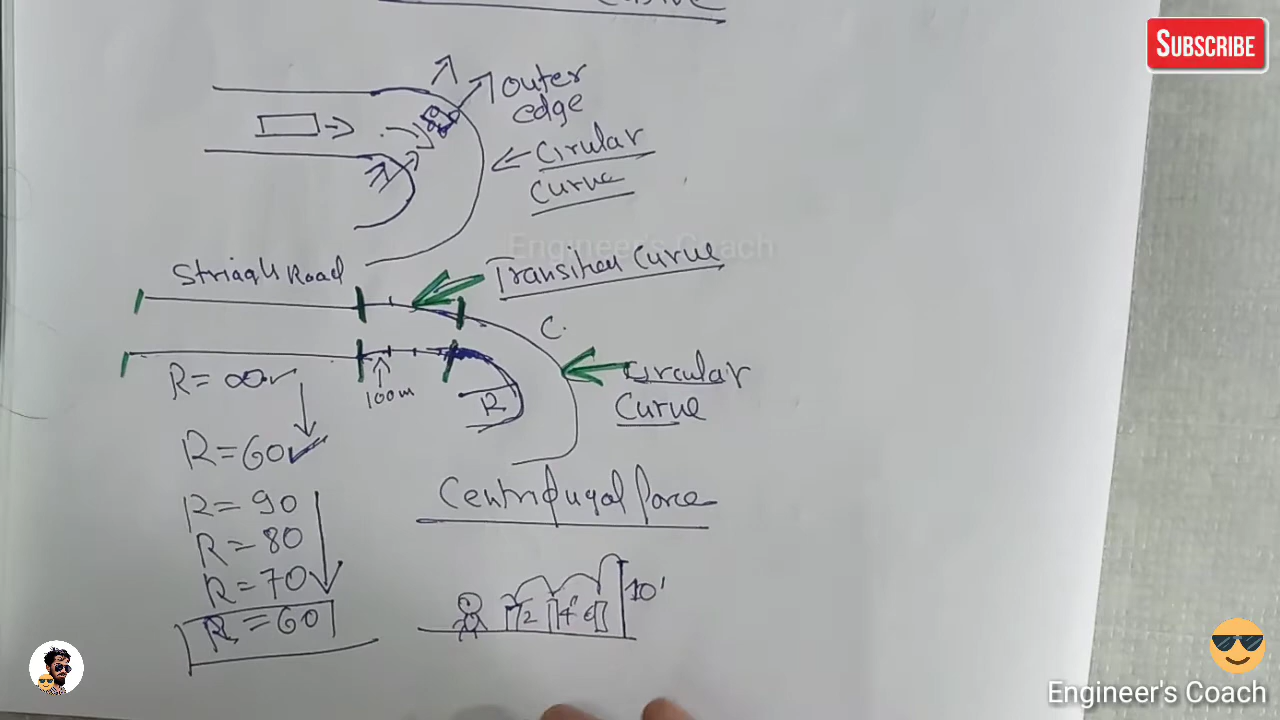 SUBSCRIBE
outer
edge
Cirular
Curve
Engineer's Coach
Striagh Road
Transition Curve
C.
R=∞
100m
R
Circular
Curve
R=60
R=90
R=80
R=70
R=60
Centrifugal force
2 4 6 10'
Engineer's Coach